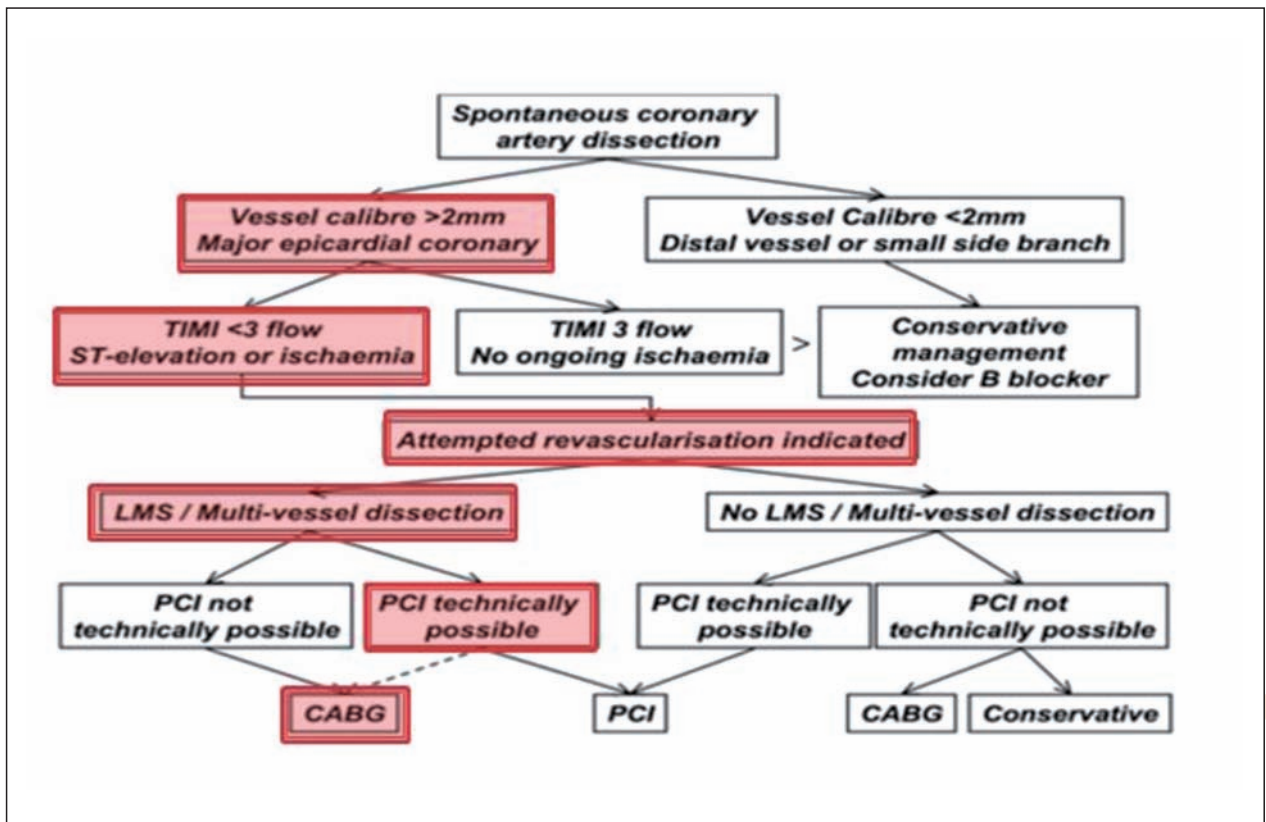 Spontaneous coronary
artery dissection
Vessel calibre >2mm
Major epicardial coronary
Vessel Calibre <2mm
Distal vessel or small side branch
TIMI <3 flow
ST-elevation or ischaemia
TIMI 3 flow
No ongoing ischaemia
>
Conservative
management
Consider B blocker
Attempted revascularisation indicated
LMS / Multi-vessel dissection
No LMS / Multi-vessel dissection
PCI not
technically possible
PCI technically
possible
PCI technically
possible
PCI not
technically possible
CABG
PCI
CABG
Conservative